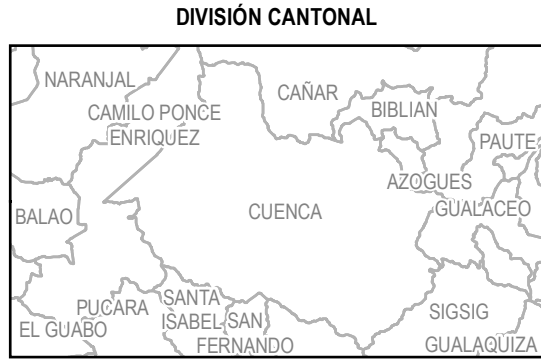 DIVISIÓN CANTONAL
NARANJAL
CAÑAR
CAMILO PONCE
ENRIQUEZ
BIBLIAN
PAUTE
AZOGUES
GUALACEO
CUENCA
BALAO
PUCARA
SANTA
ISABEL
SAN
FERNANDO
EL GUABO
SIGSIG
GUALAQUIZA